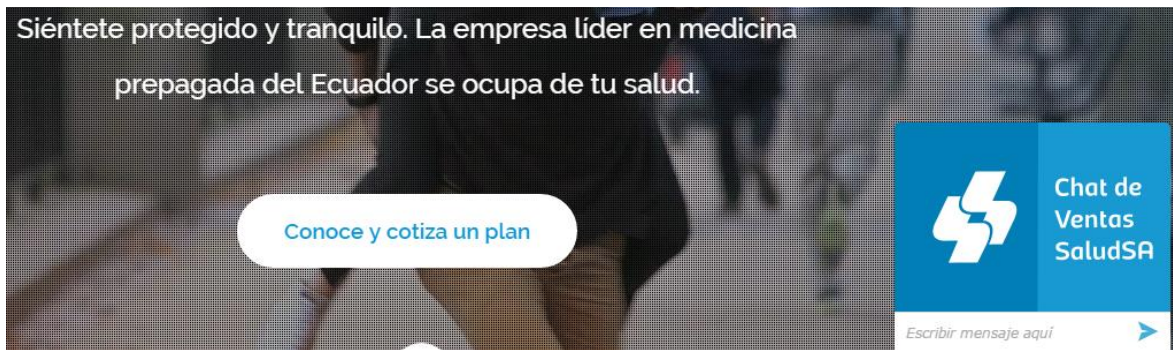 Siéntete protegido y tranquilo. La empresa líder en medicina
prepagada del Ecuador se ocupa de tu salud.
Conoce y cotiza un plan
Chat de
Ventas
SaludSA
Escribir mensaje aquí